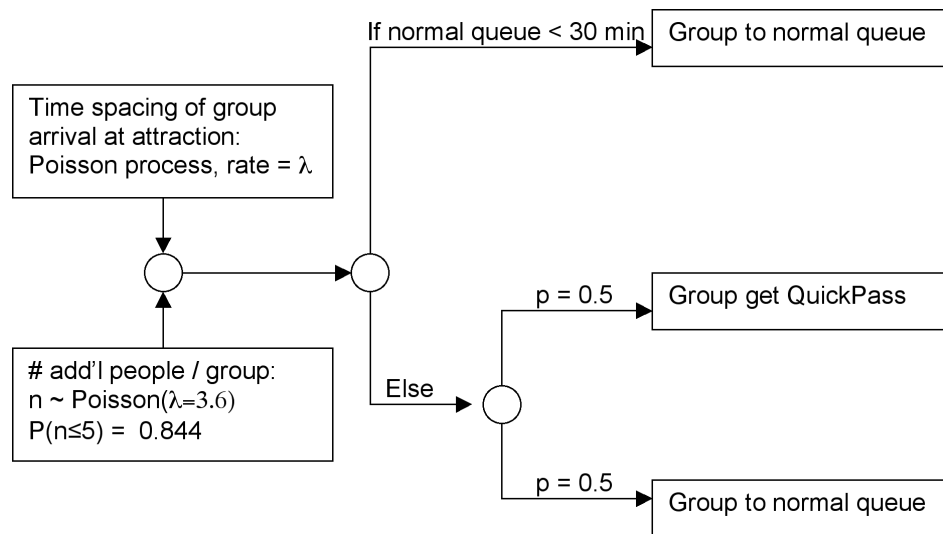 If normal queue < 30 min
Group to normal queue
Time spacing of group
arrival at attraction:
Poisson process, rate = λ
p = 0.5
Group get QuickPass
# add'l people / group:
n ~ Poisson(λ=3.6)
P(n≤5) = 0.844
Else
p = 0.5
Group to normal queue